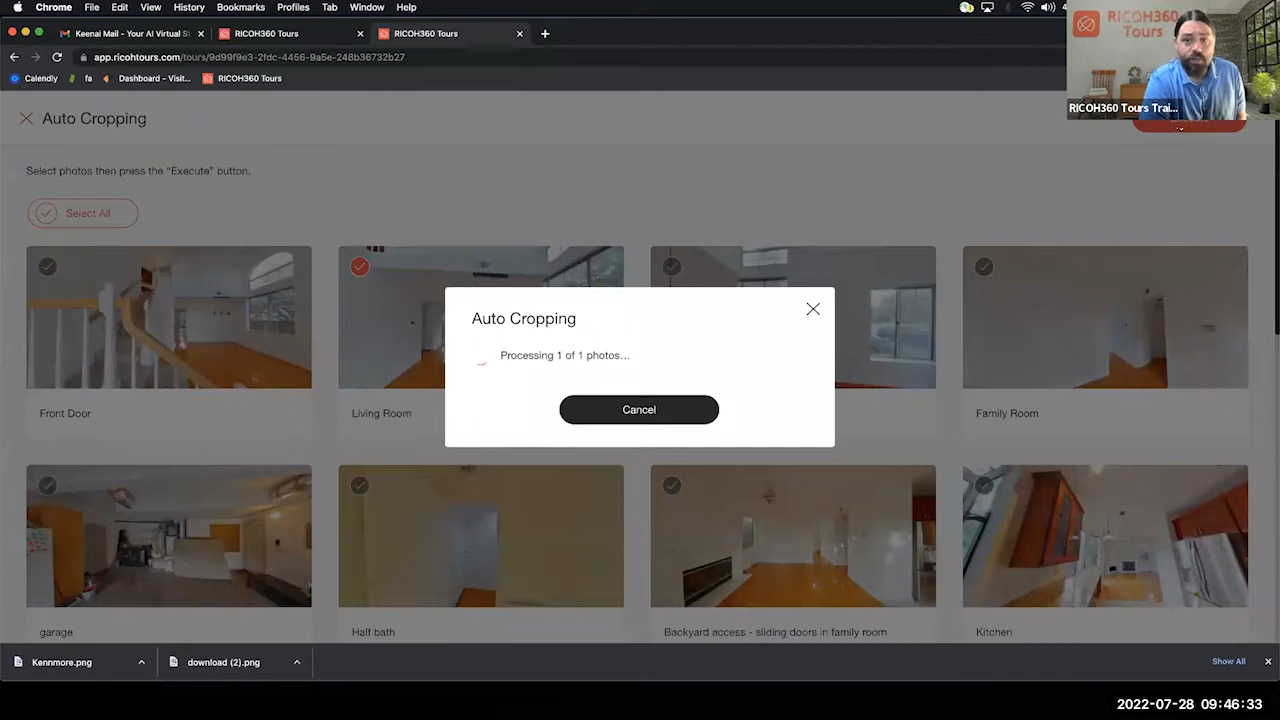 Chrome File Edit View History Bookmarks Profiles Tab Window Help
RICOH360
Tours
Keenai Mail - Your AI Virtual St
RICOH360 Tours
RICOH360 Tours
app.ricohtours.com/tours/9d99f9e3-2fdc-4456-9a5e-248b36732b27
Calendly
fa
Dashboard - Visit...
RICOH360 Tours
RICOH360 Tours Trai...
Auto Cropping
Select photos then press the "Execute" button.
Select All
Auto Cropping
Processing 1 of 1 photos...
Cancel
Front Door
Living Room
Family Room
garage
Half bath
Backyard access - sliding doors in family room
Kitchen
Kennmore.png
download (2).png
Show All
2022-07-28 09:46:33